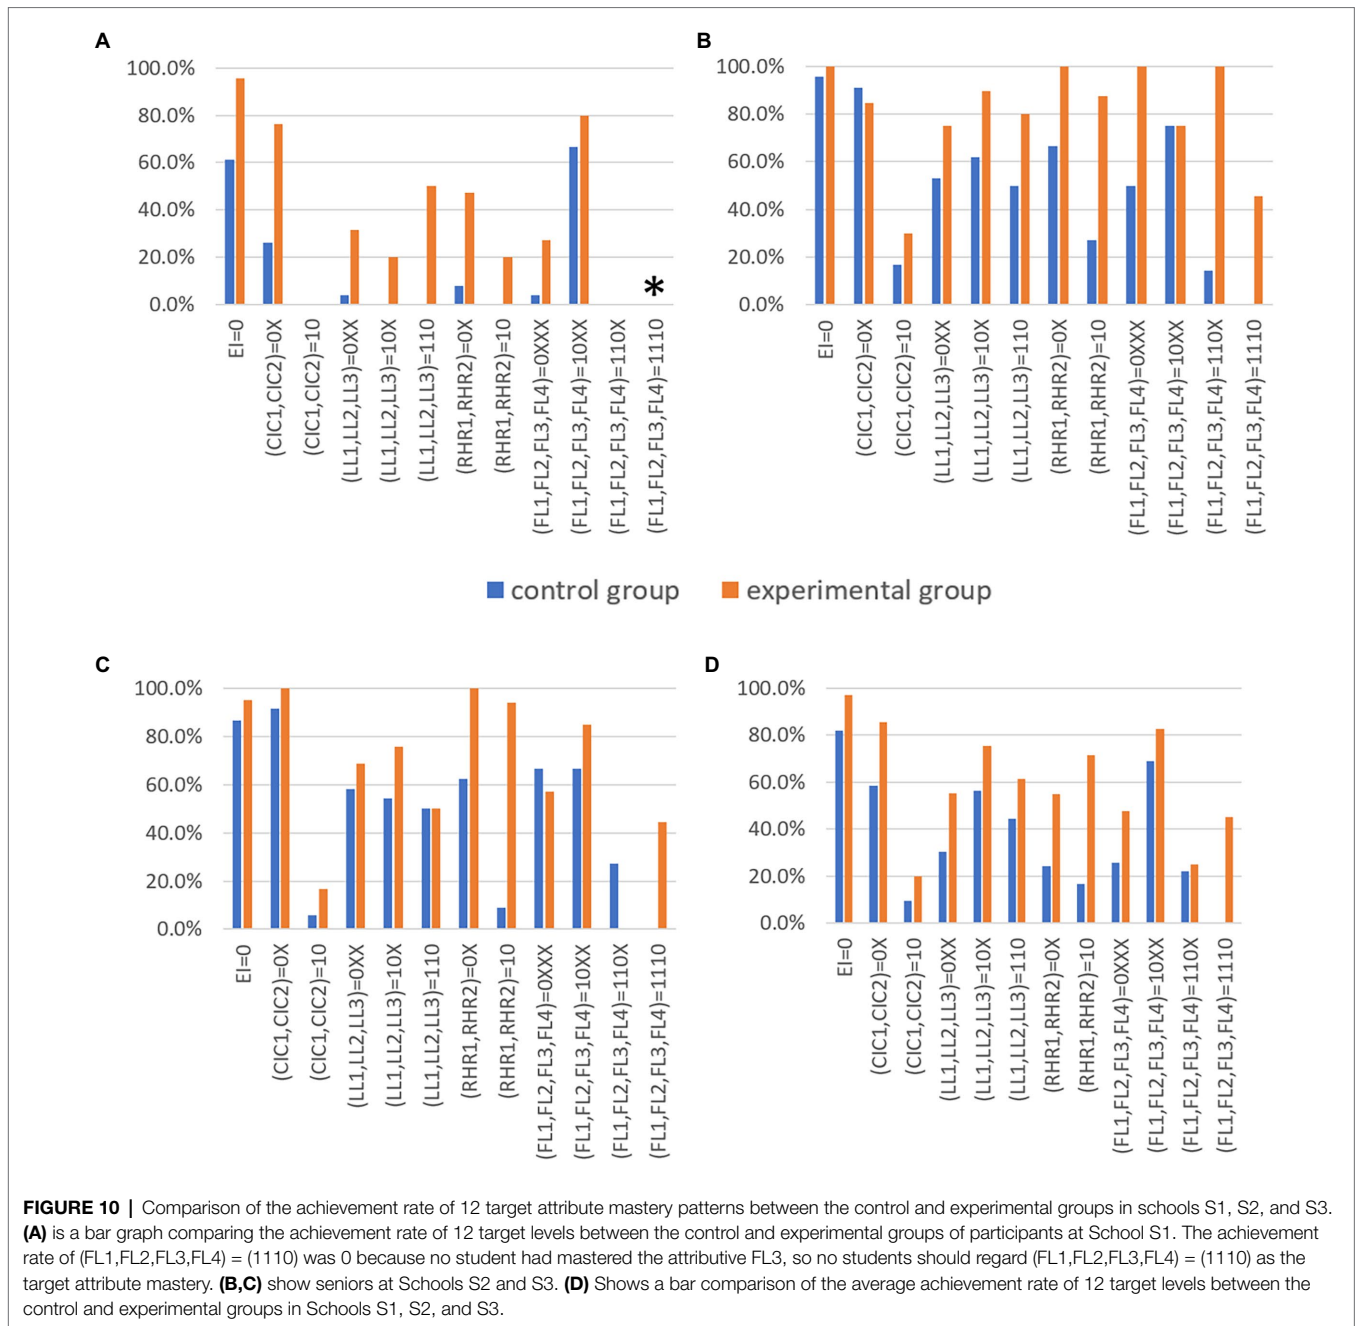 A
100.0%
80.0%
60.0%
40.0%
20.0%
0.0%
EI=0
(CIC1,CIC2)=0X
(CIC1,CIC2)=10
(LL1,LL2,LL3)=0XX
(LL1,LL2,LL3)=10X
(LL1,LL2,LL3)=110
(RHR1,RHR2)=0X
(RHR1,RHR2)=10
(FL1,FL2,FL3,FL4)=0XXX
(FL1,FL2,FL3,FL4)=10XX
(FL1,FL2,FL3,FL4)=110X
(FL1,FL2,FL3,FL4)=1110
*
B
100.0%
80.0%
60.0%
40.0%
20.0%
0.0%
EI=0
(CIC1,CIC2)=0X
(CIC1,CIC2)=10
(LL1,LL2,LL3)=0XX
(LL1,LL2,LL3)=10X
(LL1,LL2,LL3)=110
(RHR1,RHR2)=0X
(RHR1,RHR2)=10
(FL1,FL2,FL3,FL4)=0XXX
(FL1,FL2,FL3,FL4)=10XX
(FL1,FL2,FL3,FL4)=110X
(FL1,FL2,FL3,FL4)=1110
control group experimental group
C
100.0%
80.0%
60.0%
40.0%
20.0%
0.0%
EI=0
(CIC1,CIC2)=0X
(CIC1,CIC2)=10
(LL1,LL2,LL3)=0XX
(LL1,LL2,LL3)=10X
(LL1,LL2,LL3)=110
(RHR1,RHR2)=0X
(RHR1,RHR2)=10
(FL1,FL2,FL3,FL4)=0XXX
(FL1,FL2,FL3,FL4)=10XX
(FL1,FL2,FL3,FL4)=110X
(FL1,FL2,FL3,FL4)=1110
D
100.0%
80.0%
60.0%
40.0%
20.0%
0.0%
EI=0
(CIC1,CIC2)=0X
(CIC1,CIC2)=10
(LL1,LL2,LL3)=0XX
(LL1,LL2,LL3)=10X
(LL1,LL2,LL3)=110
(RHR1,RHR2)=0X
(RHR1,RHR2)=10
(FL1,FL2,FL3,FL4)=0XXX
(FL1,FL2,FL3,FL4)=10XX
(FL1,FL2,FL3,FL4)=110X
(FL1,FL2,FL3,FL4)=1110
FIGURE 10 | Comparison of the achievement rate of 12 target attribute mastery patterns between the control and experimental groups in schools S1, S2, and S3.
(A) is a bar graph comparing the achievement rate of 12 target levels between the control and experimental groups of participants at School S1. The achievement
rate of (FL1,FL2,FL3,FL4) = (1110) was 0 because no student had mastered the attributive FL3, so no students should regard (FL1,FL2,FL3,FL4) = (1110) as the
target attribute mastery. (B,C) show seniors at Schools S2 and S3. (D) Shows a bar comparison of the average achievement rate of 12 target levels between the
control and experimental groups in Schools S1, S2, and S3.